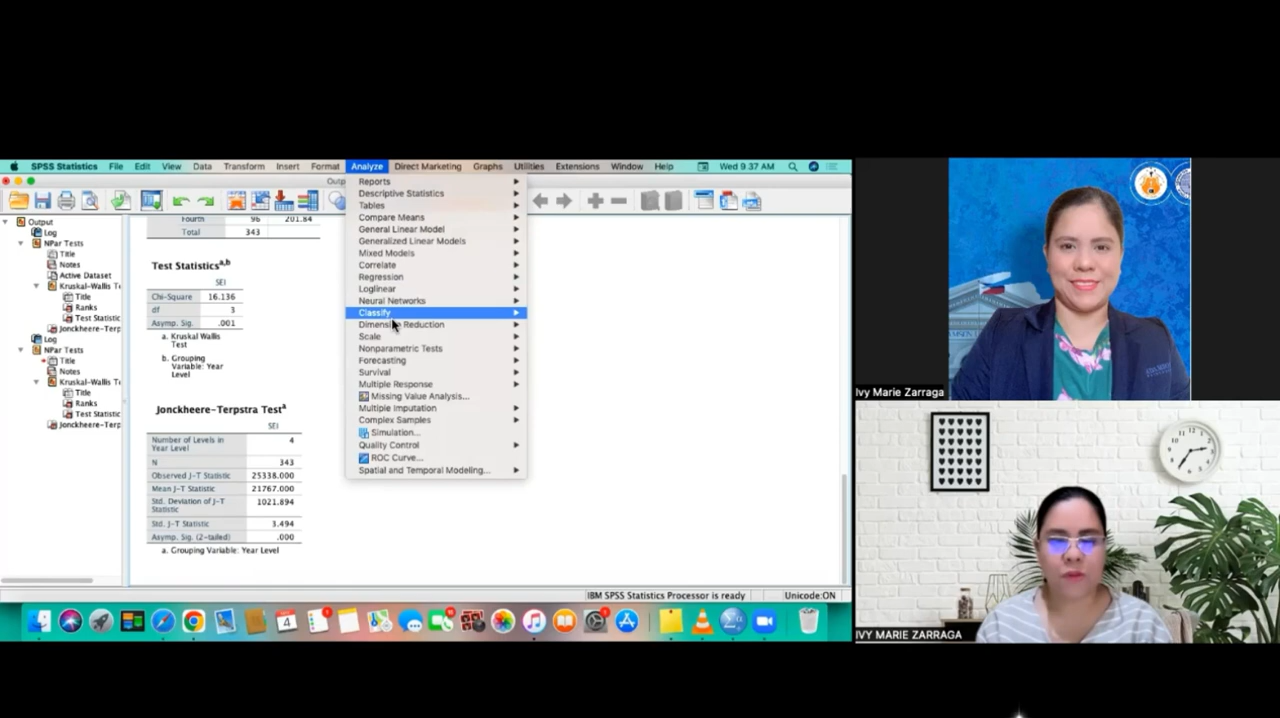 SPSS Statistics File Edit View Data Transform Insert Format Analyze Direct Marketing Graphs Utilities Extensions Window Help Wed 9:37 AM
Outp
Output
Log
NPar Tests
Title
Notes
Active Dataset
Kruskal-Wallis Te
Title
Ranks
Test Statistic
Jonckheere-Terp
Log
NPar Tests
Title
Notes
Kruskal-Wallis Te
Title
Ranks
Test Statistic
Jonckheere-Terp
Fourth 96 201.84
Total 343
Test Statisticsa,b
SEI
Chi-Square 16.136
df 3
Asymp. Sig. .001
a. Kruskal Wallis
Test
b. Grouping
Variable: Year
Level
Jonckheere-Terpstra Testa
SEI
Number of Levels in
Year Level 4
N 343
Observed J-T Statistic 25338.000
Mean J-T Statistic 21767.000
Std. Deviation of J-T
Statistic 1021.894
Std. J-T Statistic 3.494
Asymp. Sig. (2-tailed) .000
a. Grouping Variable: Year Level
Reports
Descriptive Statistics
Tables
Compare Means
General Linear Model
Generalized Linear Models
Mixed Models
Correlate
Regression
Loglinear
Neural Networks
Classify
Dimension Reduction
Scale
Nonparametric Tests
Forecasting
Survival
Multiple Response
Missing Value Analysis...
Multiple Imputation
Complex Samples
Simulation...
Quality Control
ROC Curve...
Spatial and Temporal Modeling...
IBM SPSS Statistics Processor is ready Unicode:ON
Ivy Marie Zarraga
IVY MARIE ZARRAGA